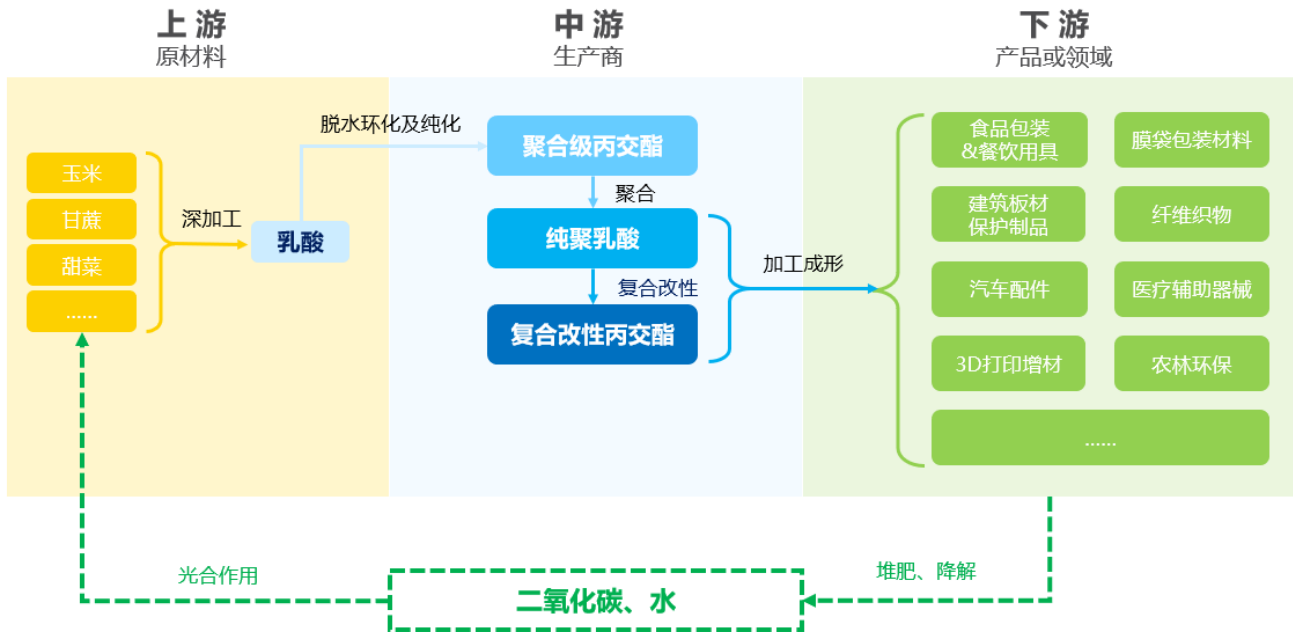 上游
原材料
中游
生产商
下游
产品或领域
玉米
甘蔗
甜菜
......
深加工
乳酸
脱水环化及纯化
聚合级丙交酯
聚合
纯聚乳酸
复合改性
复合改性丙交酯
加工成形
食品包装
&餐饮用具
膜袋包装材料
建筑板材
保护制品
纤维织物
汽车配件
医疗辅助器械
3D打印增材
农林环保
......
光合作用
二氧化碳、水
堆肥、降解